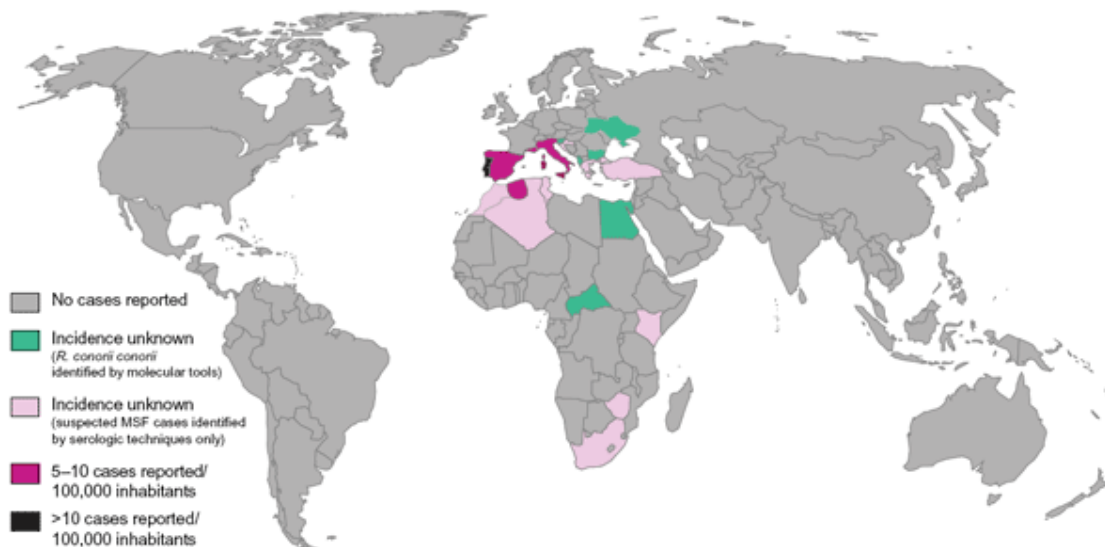 No cases reported
Incidence unknown
(R. conorii conorii
identified by molecular tools)
Incidence unknown
(suspected MSF cases identified
by serologic techniques only)
5–10 cases reported/
100,000 inhabitants
>10 cases reported/
100,000 inhabitants